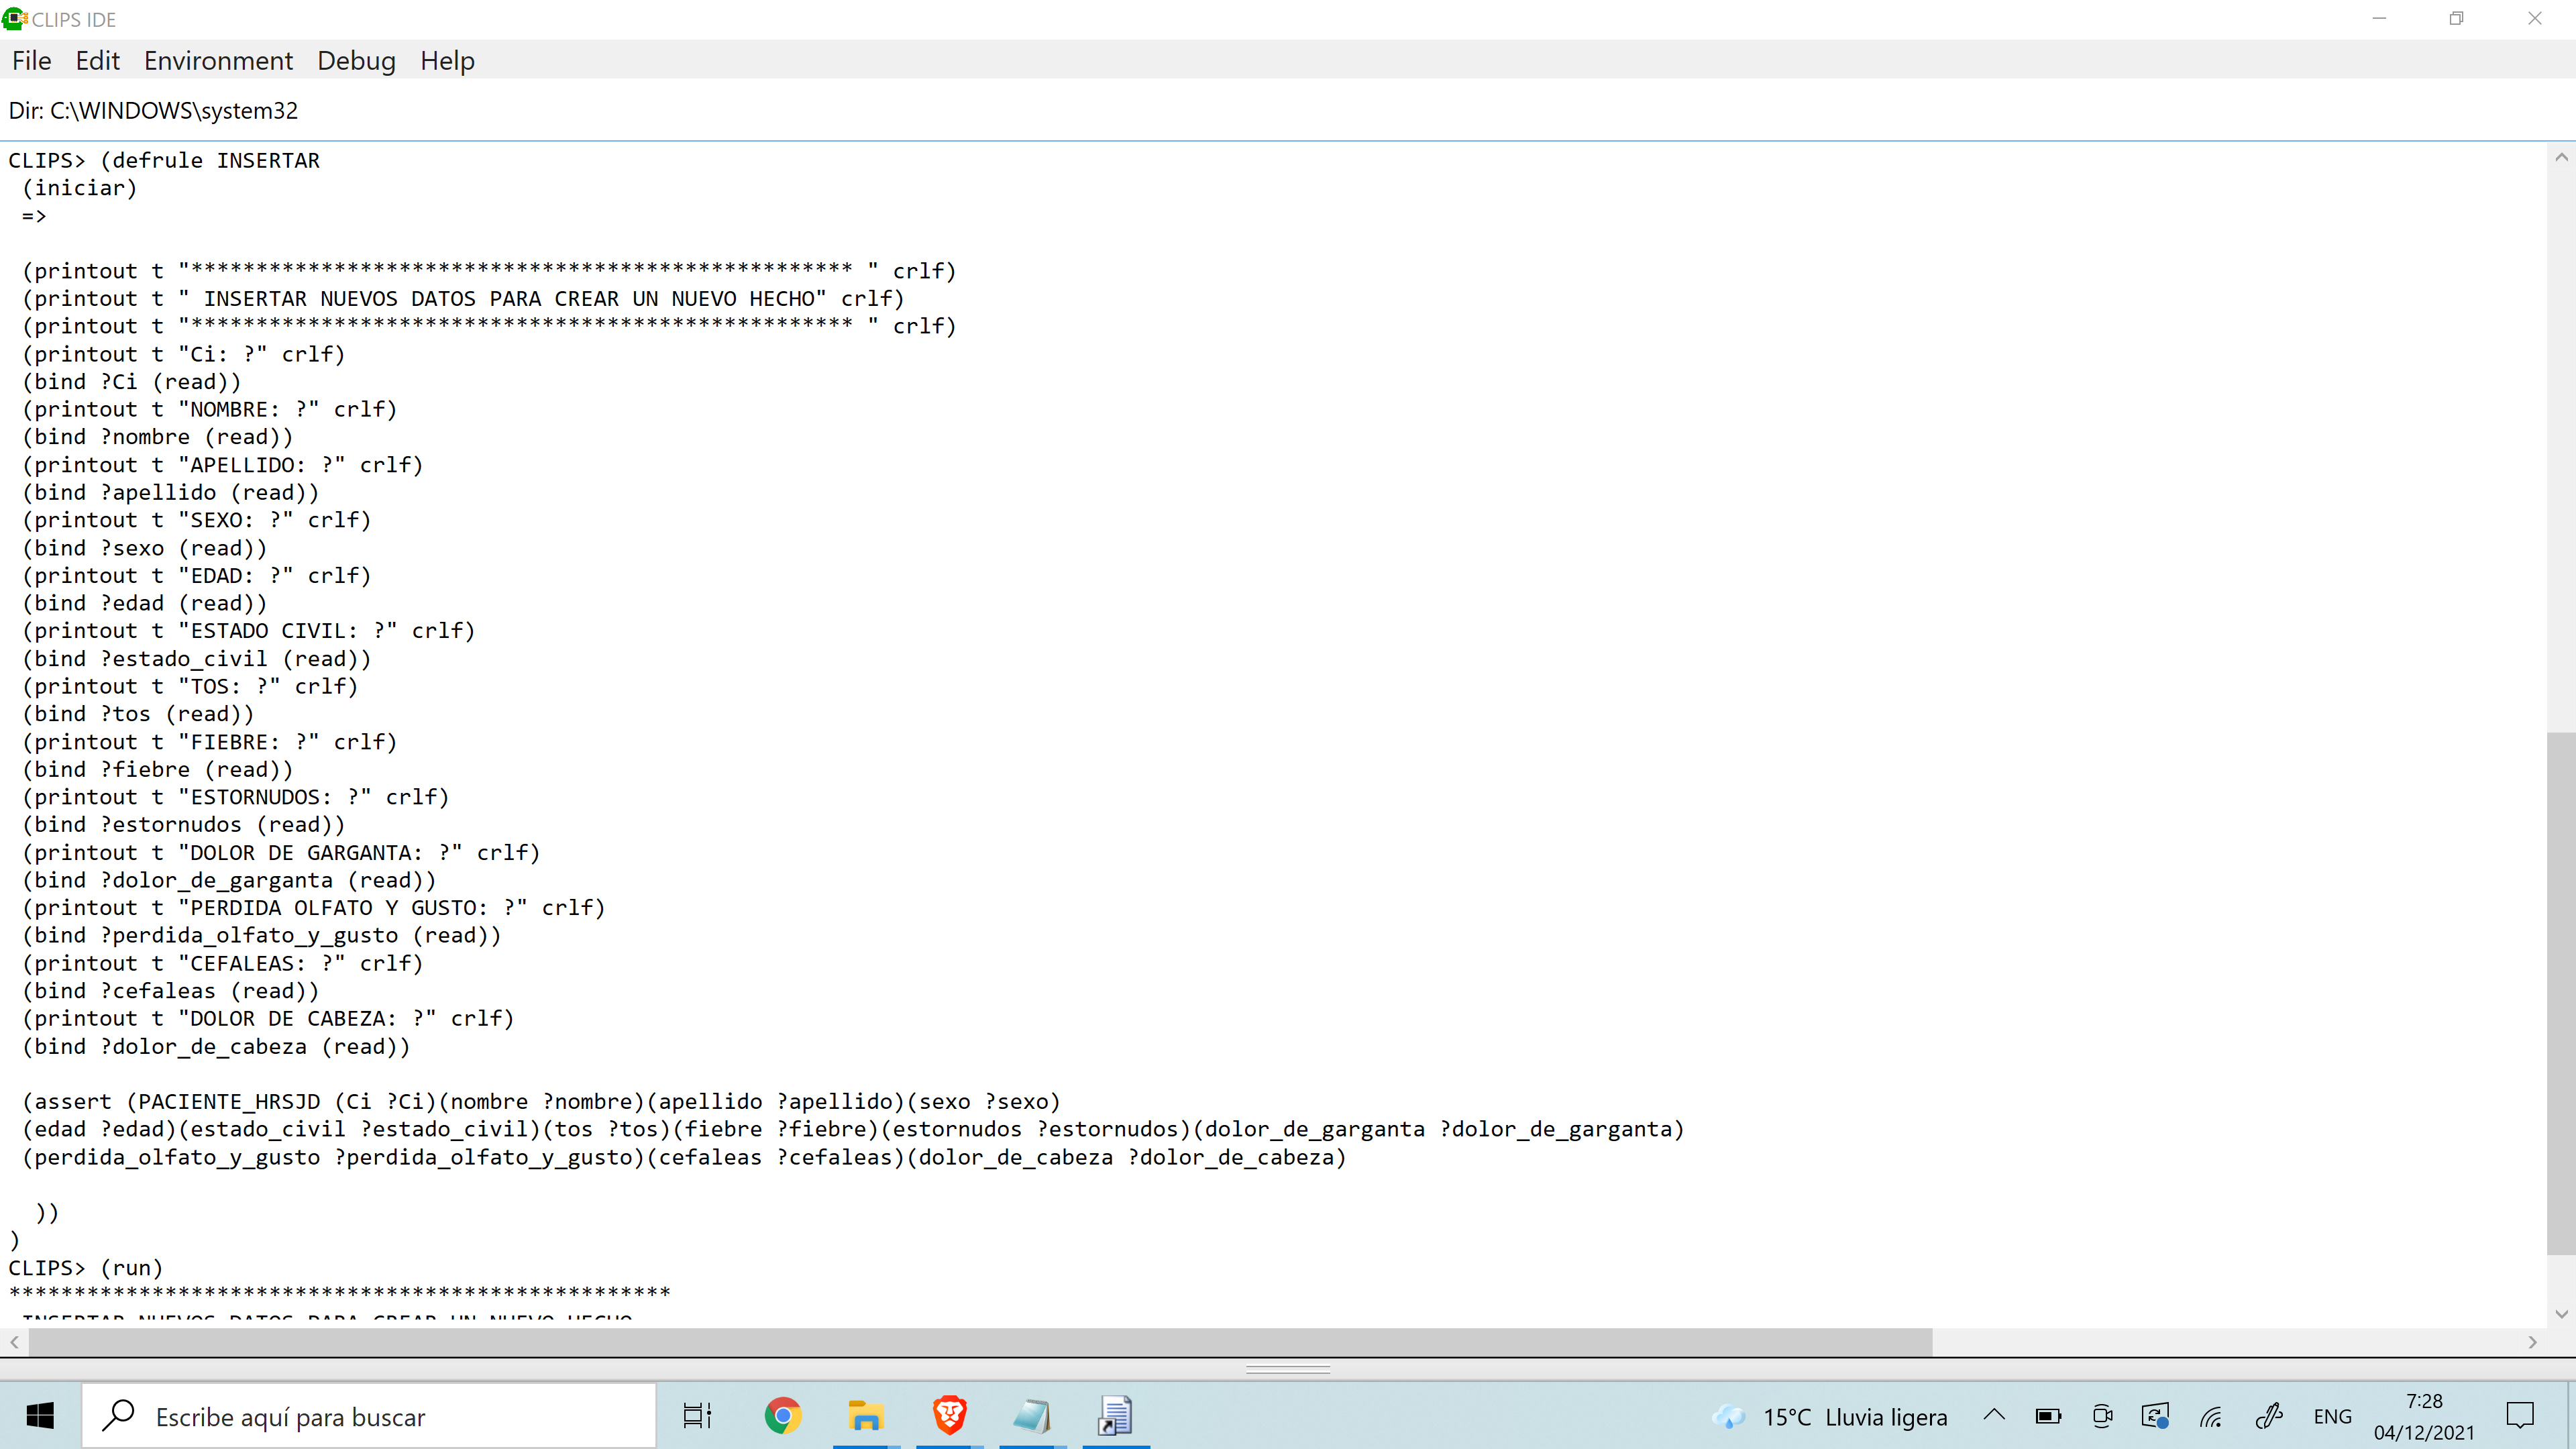 CLIPS IDE
File Edit Environment Debug Help
Dir: C:\WINDOWS\system32
CLIPS> (defrule INSERTAR
(iniciar)
=>
(printout t "*************************************************** " crlf)
(printout t " INSERTAR NUEVOS DATOS PARA CREAR UN NUEVO HECHO" crlf)
(printout t "*************************************************** " crlf)
(printout t "Ci: ?" crlf)
(bind ?Ci (read))
(printout t "NOMBRE: ?" crlf)
(bind ?nombre (read))
(printout t "APELLIDO: ?" crlf)
(bind ?apellido (read))
(printout t "SEXO: ?" crlf)
(bind ?sexo (read))
(printout t "EDAD: ?" crlf)
(bind ?edad (read))
(printout t "ESTADO CIVIL: ?" crlf)
(bind ?estado_civil (read))
(printout t "TOS: ?" crlf)
(bind ?tos (read))
(printout t "FIEBRE: ?" crlf)
(bind ?fiebre (read))
(printout t "ESTORNUDOS: ?" crlf)
(bind ?estornudos (read))
(printout t "DOLOR DE GARGANTA: ?" crlf)
(bind ?dolor_de_garganta (read))
(printout t "PERDIDA OLFATO Y GUSTO: ?" crlf)
(bind ?perdida_olfato_y_gusto (read))
(printout t "CEFALEAS: ?" crlf)
(bind ?cefaleas (read))
(printout t "DOLOR DE CABEZA: ?" crlf)
(bind ?dolor_de_cabeza (read))
(assert (PACIENTE_HRSJD (Ci ?Ci)(nombre ?nombre)(apellido ?apellido)(sexo ?sexo)
(edad ?edad)(estado_civil ?estado_civil)(tos ?tos)(fiebre ?fiebre)(estornudos ?estornudos)(dolor_de_garganta ?dolor_de_garganta)
(perdida_olfato_y_gusto ?perdida_olfato_y_gusto)(cefaleas ?cefaleas)(dolor_de_cabeza ?dolor_de_cabeza)
))
)
CLIPS> (run)
***************************************************
INSERTAR NUEVOS DATOS PARA CREAR UN NUEVO HECHO
Escribe aquí para buscar
15°C Lluvia ligera
ENG
7:28
04/12/2021